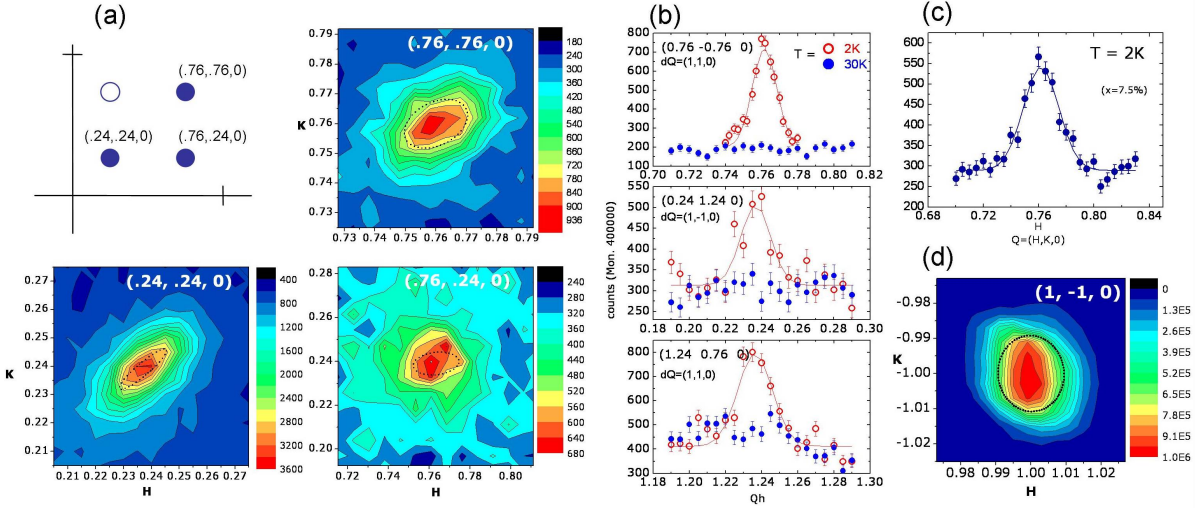 (a)
(.76,.76,0)
(.24,.24,0)
(.76,.24,0)
(.76, .76, 0)
K
0.79
0.78
0.77
0.76
0.75
0.74
0.73
0.73 0.74 0.75 0.76 0.77 0.78 0.79
180
240
300
360
420
480
540
600
660
720
780
840
900
936
(.24, .24, 0)
K
0.27
0.26
0.25
0.24
0.23
0.22
0.21
0.21 0.22 0.23 0.24 0.25 0.26 0.27
H
400
800
1200
1600
2000
2400
2800
3200
3600
(.76, .24, 0)
0.28
0.26
0.24
0.22
0.20
0.72 0.74 0.76 0.78 0.80
H
240
280
320
360
400
440
480
520
560
600
640
680
(b)
(0.76 -0.76 0)
dQ=(1,1,0)
T =
2K
30K
800
700
600
500
400
300
200
100
0.70 0.72 0.74 0.76 0.78 0.80 0.82
counts (Mon. 400000)
(0.24 1.24 0)
dQ=(1,-1,0)
550
500
450
400
350
300
250
0.18 0.20 0.22 0.24 0.26 0.28 0.30
(1.24 0.76 0)
dQ=(1,1,0)
800
700
600
500
400
300
1.18 1.20 1.22 1.24 1.26 1.28 1.30
Qh
(c)
T = 2K
(x=7.5%)
600
550
500
450
400
350
300
250
200
0.68 0.72 0.76 0.80 0.84
H
Q=(H,K,0)
(d)
(1, -1, 0)
K
-0.98
-0.99
-1.00
-1.01
-1.02
0.98 0.99 1.00 1.01 1.02
H
0
1.3E5
2.6E5
3.9E5
5.2E5
6.5E5
7.8E5
9.1E5
1.0E6